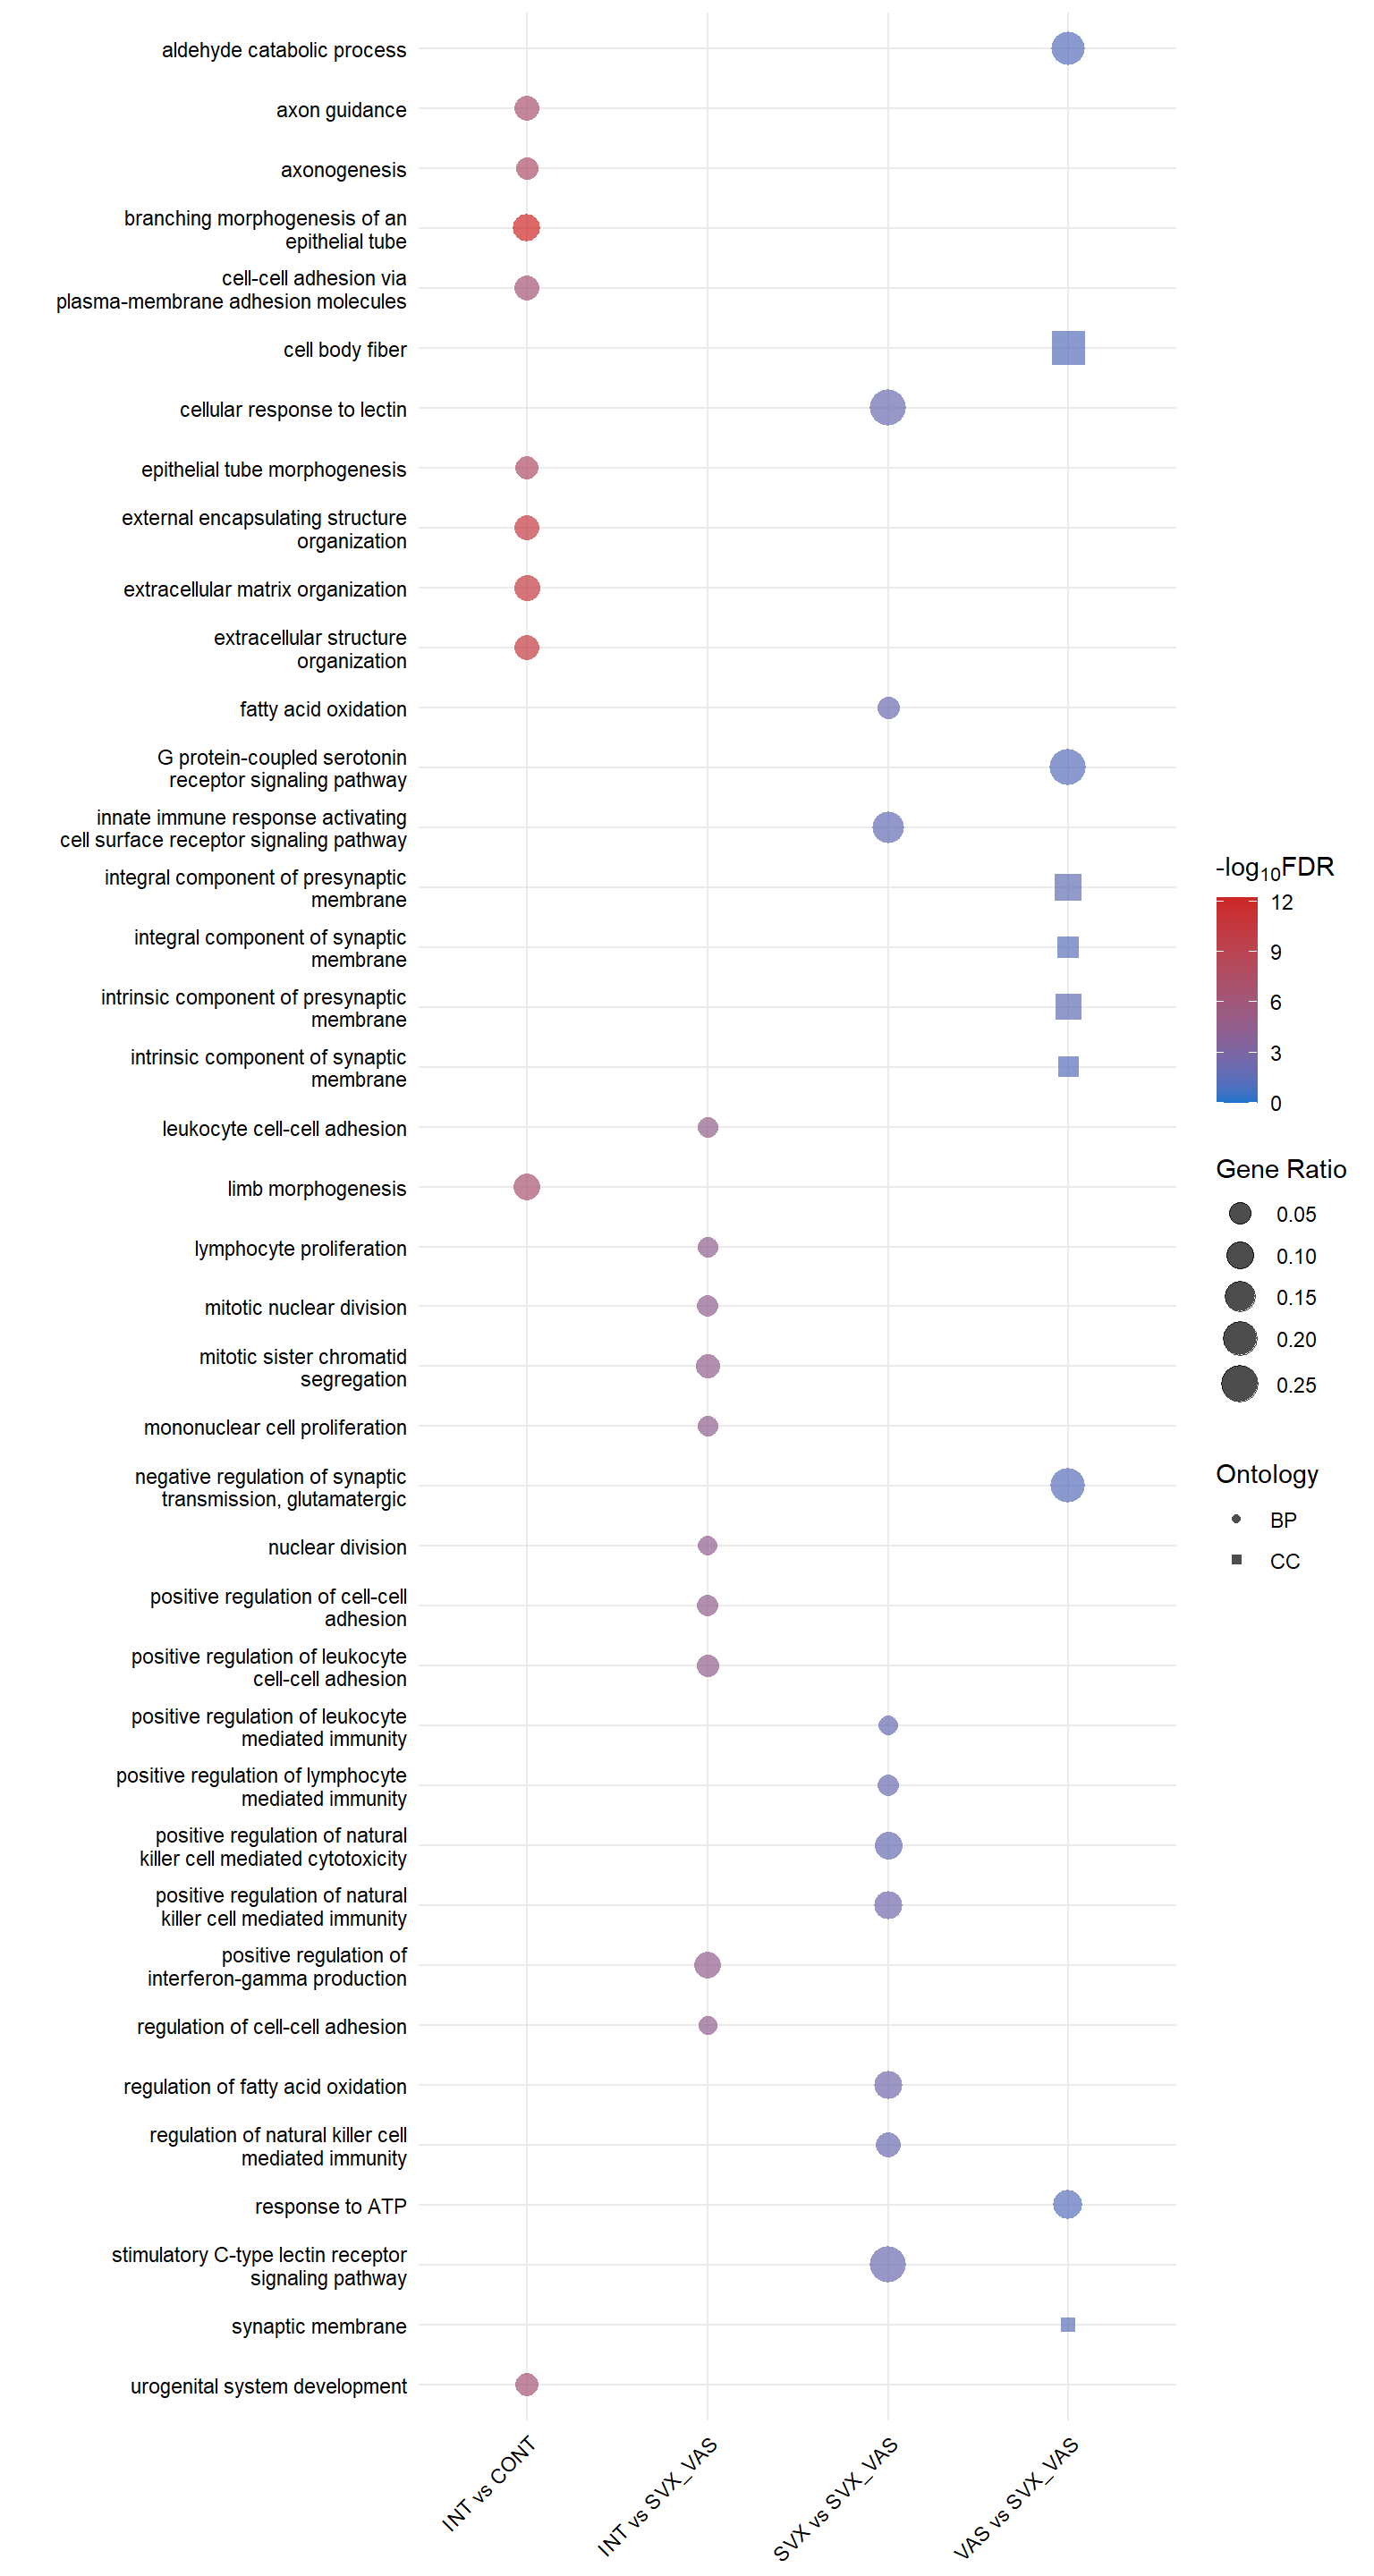 aldehyde catabolic process
axon guidance
axonogenesis
branching morphogenesis of an
epithelial tube
cell-cell adhesion via
plasma-membrane adhesion molecules
cell body fiber
cellular response to lectin
epithelial tube morphogenesis
external encapsulating structure
organization
extracellular matrix organization
extracellular structure
organization
fatty acid oxidation
G protein-coupled serotonin
receptor signaling pathway
innate immune response activating
cell surface receptor signaling pathway
integral component of presynaptic
membrane
integral component of synaptic
membrane
intrinsic component of presynaptic
membrane
intrinsic component of synaptic
membrane
leukocyte cell-cell adhesion
limb morphogenesis
lymphocyte proliferation
mitotic nuclear division
mitotic sister chromatid
segregation
mononuclear cell proliferation
negative regulation of synaptic
transmission, glutamatergic
nuclear division
positive regulation of cell-cell
adhesion
positive regulation of leukocyte
cell-cell adhesion
positive regulation of leukocyte
mediated immunity
positive regulation of lymphocyte
mediated immunity
positive regulation of natural
killer cell mediated cytotoxicity
positive regulation of natural
killer cell mediated immunity
positive regulation of
interferon-gamma production
regulation of cell-cell adhesion
regulation of fatty acid oxidation
regulation of natural killer cell
mediated immunity
response to ATP
stimulatory C-type lectin receptor
signaling pathway
synaptic membrane
urogenital system development
INT vs CONT
INT vs SVX_VAS
SVX vs SVX_VAS
VAS vs SVX_VAS
-log10FDR
12
9
6
3
0
Gene Ratio
0.05
0.10
0.15
0.20
0.25
Ontology
BP
CC